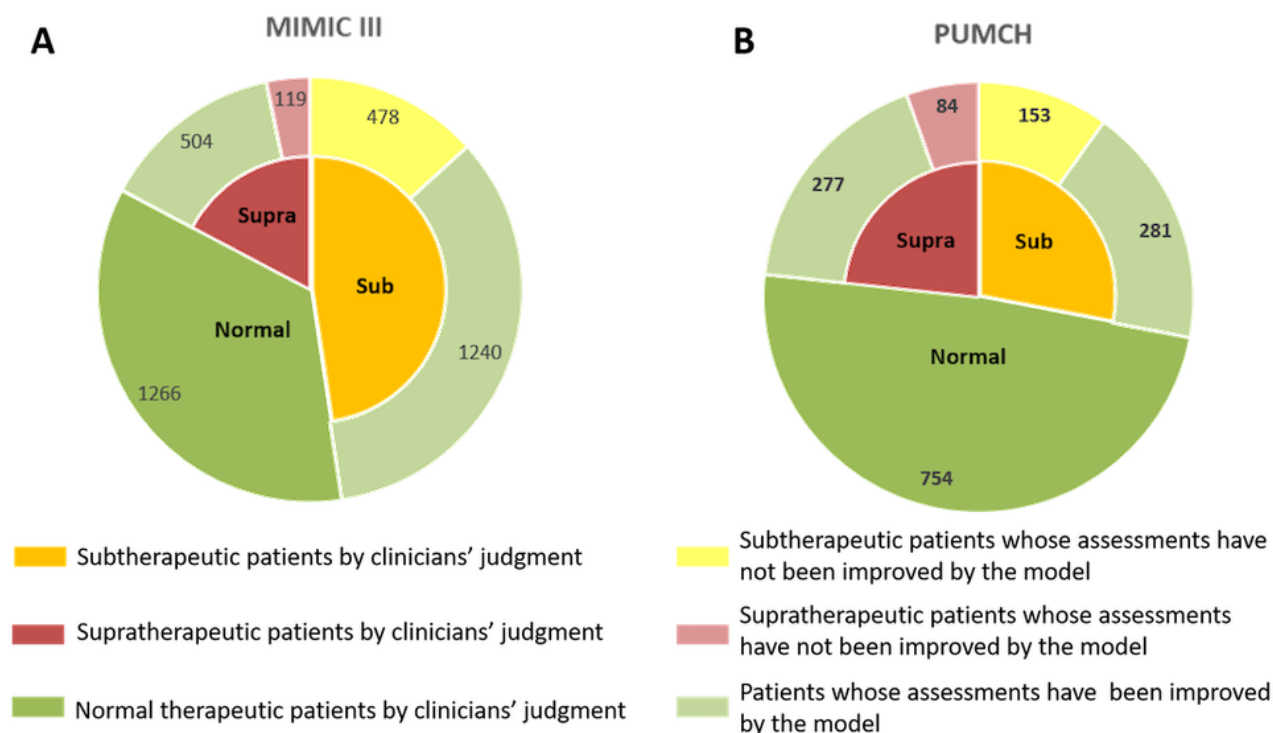 A
MIMIC III
119
478
504
Supra
Sub
Normal
1240
1266
B
PUMCH
84
153
277
281
Supra
Sub
Normal
754
Subtherapeutic patients by clinicians’ judgment
Supratherapeutic patients by clinicians’ judgment
Normal therapeutic patients by clinicians’ judgment
Subtherapeutic patients whose assessments have
not been improved by the model
Supratherapeutic patients whose assessments
have not been improved by the model
Patients whose assessments have  been improved
by the model